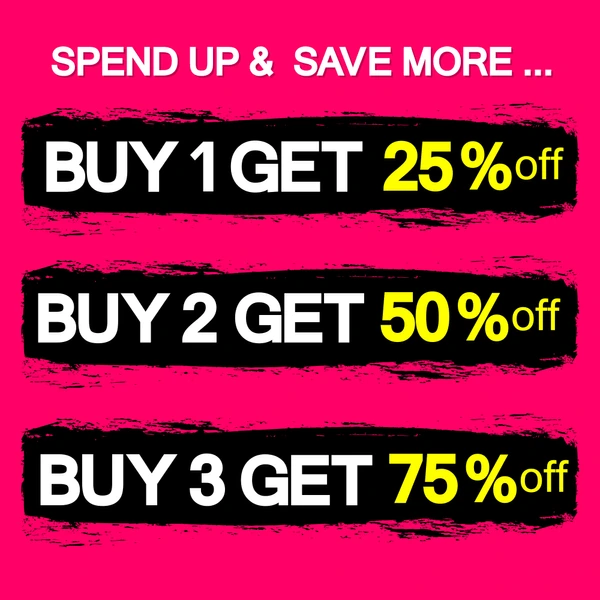 SPEND UP & SAVE MORE ...
BUY 1 GET 25%off
BUY 2 GET 50%off
BUY 3 GET 75%off